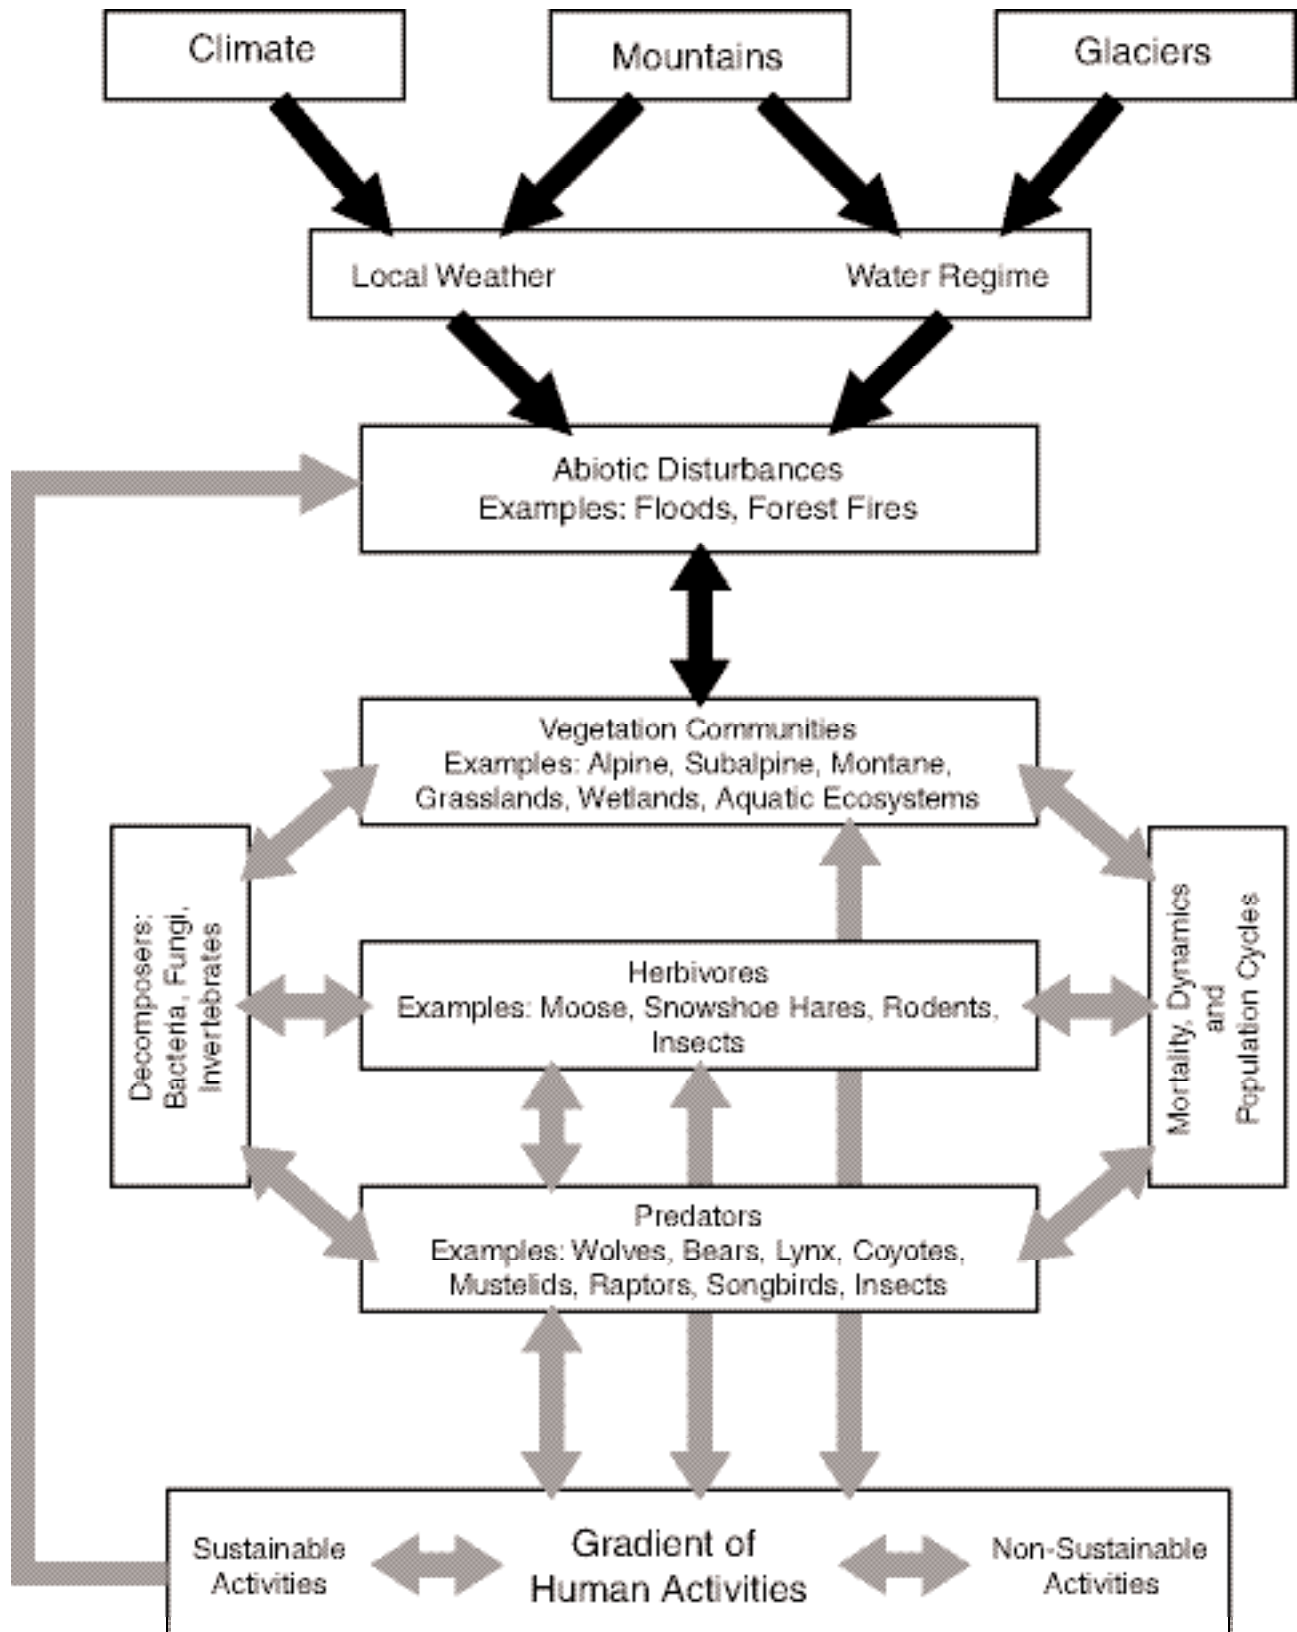 Climate
Mountains
Glaciers
Local Weather
Water Regime
Abiotic Disturbances
Examples: Floods, Forest Fires
Vegetation Communities
Examples: Alpine, Subalpine, Montane,
Grasslands, Wetlands, Aquatic Ecosystems
Decomposers:
Bacteria, Fungi,
Invertebrates
Herbivores
Examples: Moose, Snowshoe Hares, Rodents,
Insects
Mortality, Dynamics
and
Population Cycles
Predators
Examples: Wolves, Bears, Lynx, Coyotes,
Mustelids, Raptors, Songbirds, Insects
Sustainable
Activities
Gradient of
Human Activities
Non-Sustainable
Activities